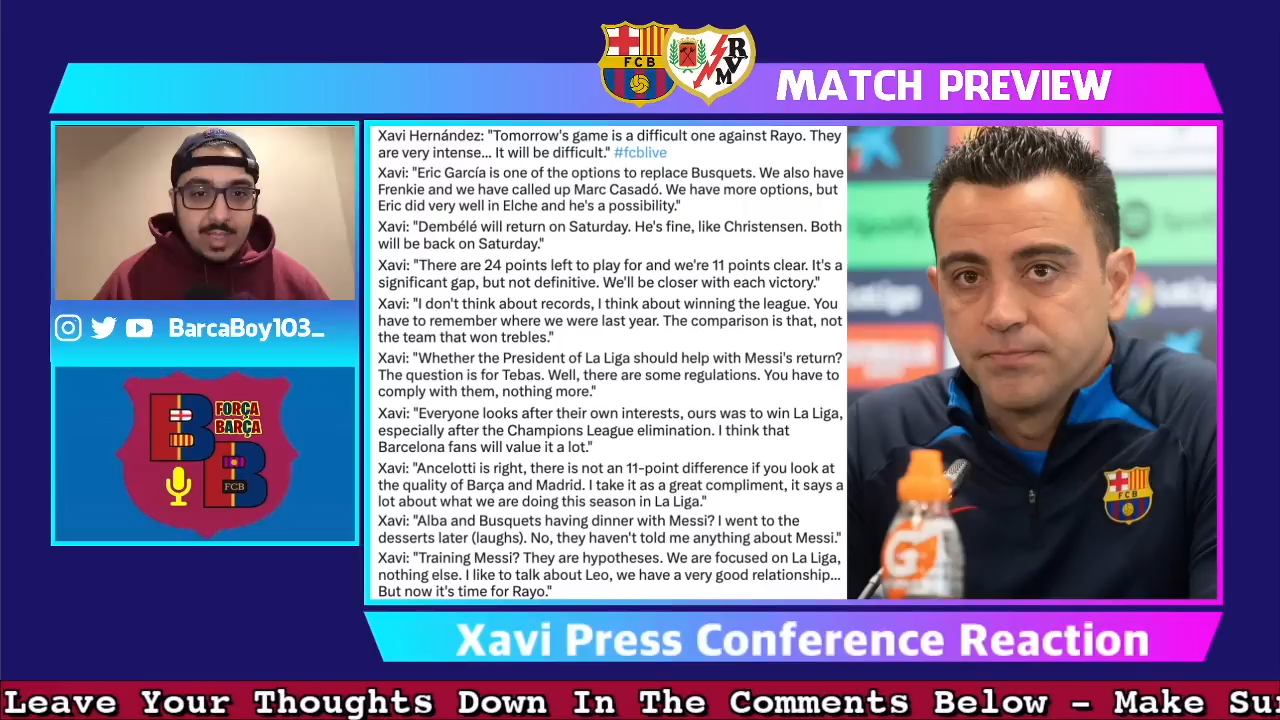 FCB
RVM
MATCH PREVIEW
Xavi Hernández: "Tomorrow's game is a difficult one against Rayo. They
are very intense... It will be difficult." #fcblive
Xavi: "Eric García is one of the options to replace Busquets. We also have
Frenkie and we have called up Marc Casadó. We have more options, but
Eric did very well in Elche and he's a possibility."
Xavi: "Dembélé will return on Saturday. He's fine, like Christensen. Both
will be back on Saturday."
Xavi: "There are 24 points left to play for and we're 11 points clear. It's a
significant gap, but not definitive. We'll be closer with each victory."
Xavi: "I don't think about records, I think about winning the league. You
have to remember where we were last year. The comparison is that, not
the team that won trebles."
Xavi: "Whether the President of La Liga should help with Messi's return?
The question is for Tebas. Well, there are some regulations. You have to
comply with them, nothing more."
Xavi: "Everyone looks after their own interests, ours was to win La Liga,
especially after the Champions League elimination. I think that
Barcelona fans will value it a lot."
Xavi: "Ancelotti is right, there is not an 11-point difference if you look at
the quality of Barça and Madrid. I take it as a great compliment, it says a
lot about what we are doing this season in La Liga."
Xavi: "Alba and Busquets having dinner with Messi? I went to the
desserts later (laughs). No, they haven't told me anything about Messi."
Xavi: "Training Messi? They are hypotheses. We are focused on La Liga,
nothing else. I like to talk about Leo, we have a very good relationship...
But now it's time for Rayo."
BarcaBoy103_
B
FORÇA
BARÇA
B
FCB
FCB
G
Xavi Press Conference Reaction
Leave Your Thoughts Down In The Comments Below - Make Sur